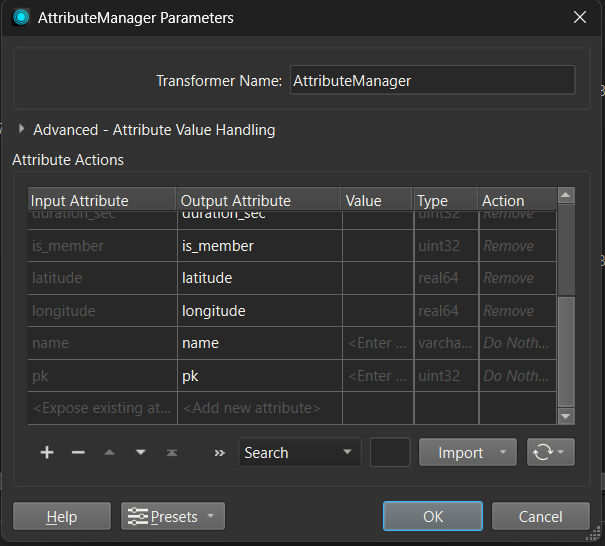 AttributeManager Parameters
Transformer Name: AttributeManager
Advanced - Attribute Value Handling
Attribute Actions
Input Attribute Output Attribute Value Type Action
duration_sec duration_sec uint32 Remove
is_member is_member uint32 Remove
latitude latitude real64 Remove
longitude longitude real64 Remove
name name <Enter ... varcha... Do Noth...
pk pk <Enter ... uint32 Do Noth...
<Expose existing at... <Add new attribute>
Search Import
Help Presets OK Cancel